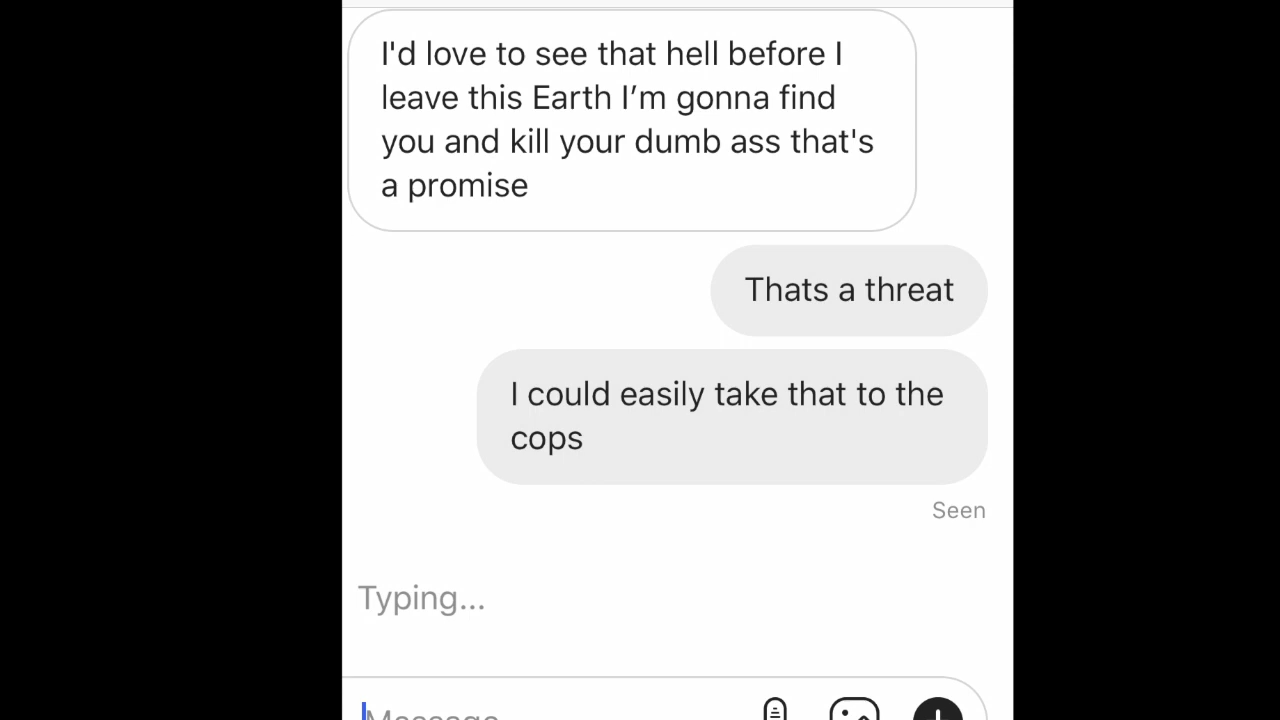 I'd love to see that hell before I
leave this Earth I’m gonna find
you and kill your dumb ass that's
a promise
Thats a threat
I could easily take that to the
cops
Seen
Typing...
Message